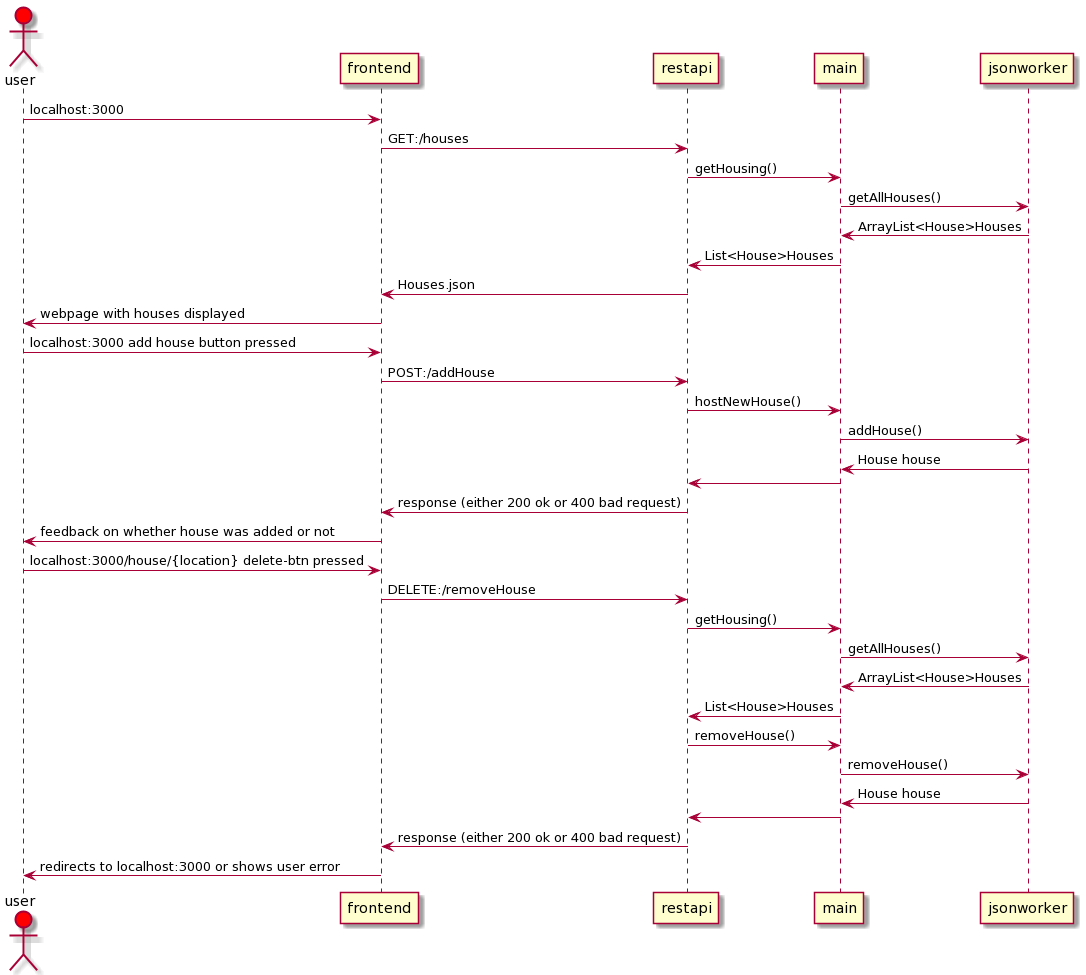 user
frontend
restapi
main
jsonworker
localhost:3000
GET:/houses
getHousing()
getAllHouses()
ArrayList<House>Houses
List<House>Houses
Houses.json
webpage with houses displayed
localhost:3000 add house button pressed
POST:/addHouse
hostNewHouse()
addHouse()
House house
response (either 200 ok or 400 bad request)
feedback on whether house was added or not
localhost:3000/house/{location} delete-btn pressed
DELETE:/removeHouse
getHousing()
getAllHouses()
ArrayList<House>Houses
List<House>Houses
removeHouse()
removeHouse()
House house
response (either 200 ok or 400 bad request)
redirects to localhost:3000 or shows user error
user
frontend
restapi
main
jsonworker